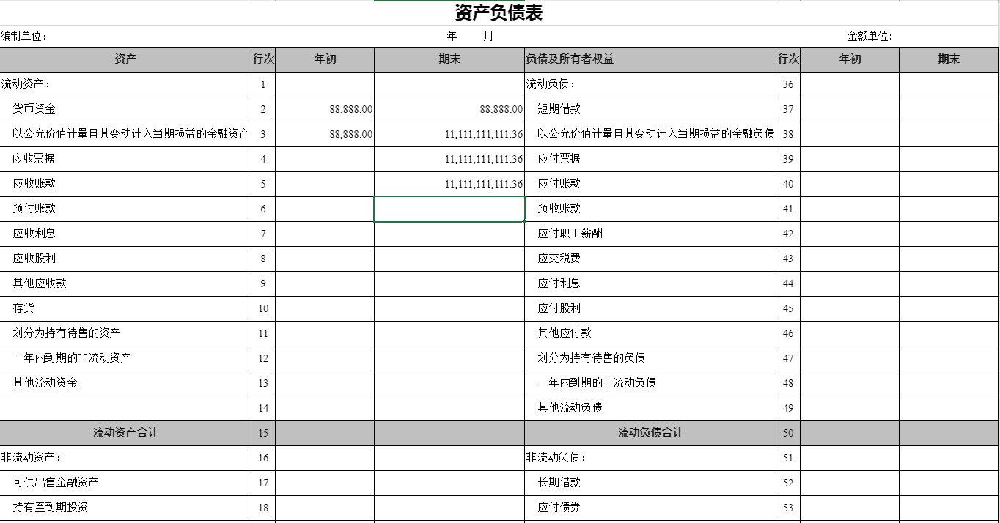 资产负债表
编制单位： 年 月 金额单位：
资产 行次 年初 期末 负债及所有者权益 行次 年初 期末
流动资产： 1 流动负债： 36
货币资金 2 88,888.00 88,888.00 短期借款 37
以公允价值计量且其变动计入当期损益的金融资产 3 88,888.00 11,111,111,111.36 以公允价值计量且其变动计入当期损益的金融负债 38
应收票据 4 11,111,111,111.36 应付票据 39
应收账款 5 11,111,111,111.36 应付账款 40
预付账款 6 预收账款 41
应收利息 7 应付职工薪酬 42
应收股利 8 应交税费 43
其他应收款 9 应付利息 44
存货 10 应付股利 45
划分为持有待售的资产 11 其他应付款 46
一年内到期的非流动资产 12 划分为持有待售的负债 47
其他流动资金 13 一年内到期的非流动负债 48
14 其他流动负债 49
流动资产合计 15 流动负债合计 50
非流动资产： 16 非流动负债： 51
可供出售金融资产 17 长期借款 52
持有至到期投资 18 应付债券 53